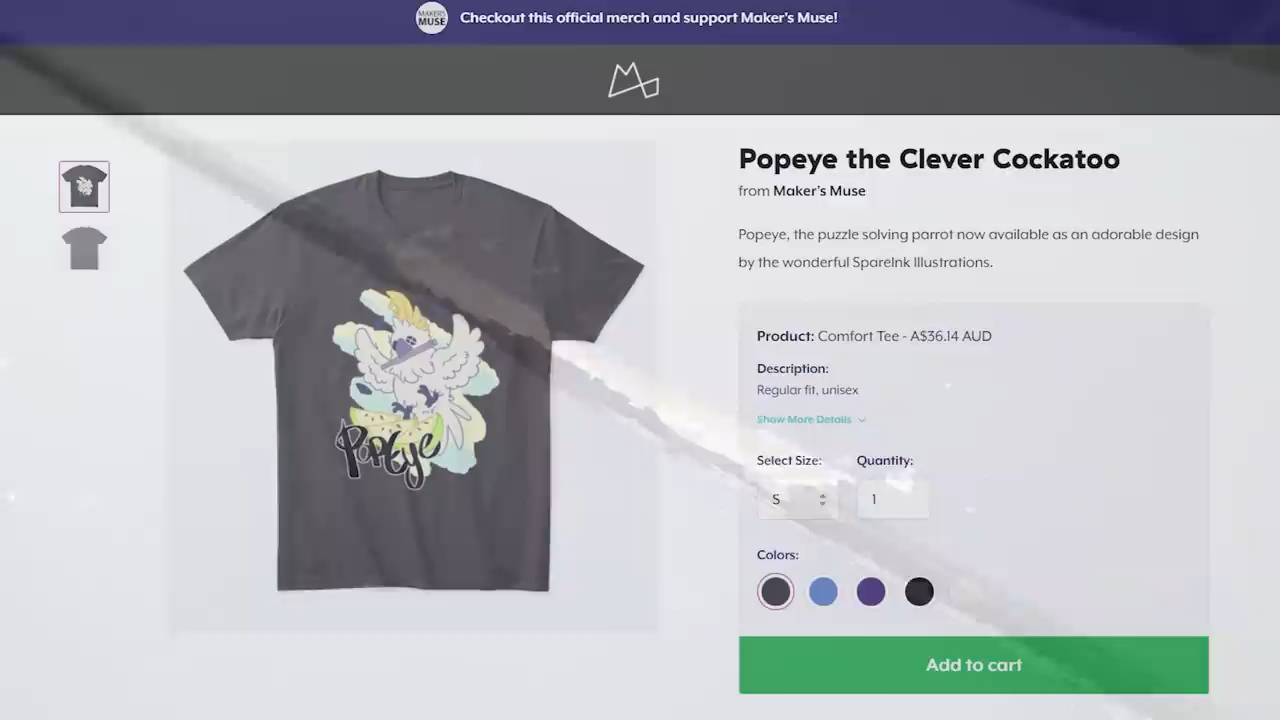 MAKER'S
MUSE
Checkout this official merch and support Maker's Muse!
Popeye the Clever Cockatoo
from Maker's Muse
Popeye, the puzzle solving parrot now available as an adorable design
by the wonderful SpareInk Illustrations.
Product: Comfort Tee - A$36.14 AUD
Description:
Regular fit, unisex
Show More Details
Select Size:
Quantity:
S
1
Popeye
Colors:
Add to cart